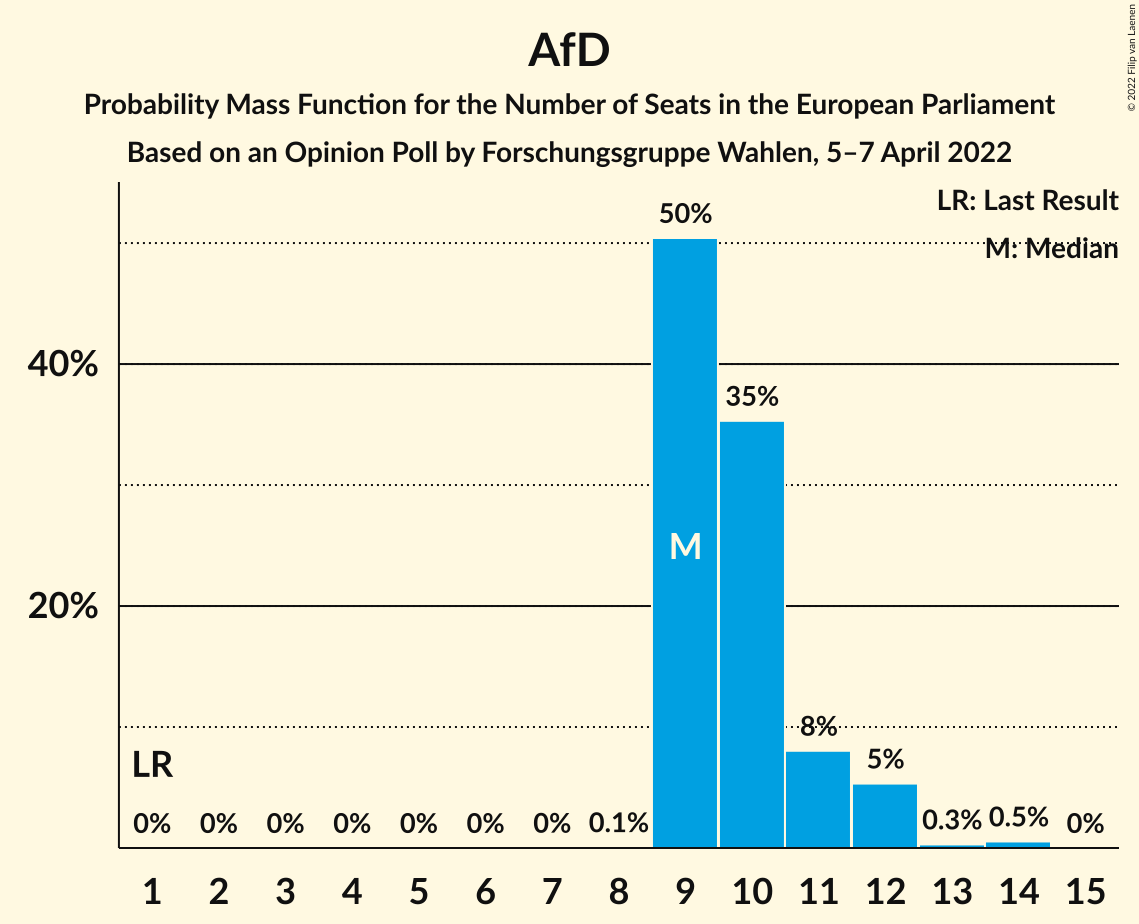 AfD
Probability Mass Function for the Number of Seats in the European Parliament
Based on an Opinion Poll by Forschungsgruppe Wahlen, 5–7 April 2022
© 2022 Filip van Laenen
LR: Last Result
M: Median
50%
40%
35%
M
20%
8%
LR
5%
0% 0% 0% 0% 0% 0% 0% 0.1% 0.3% 0.5% 0%
1 2 3 4 5 6 7 8 9 10 11 12 13 14 15